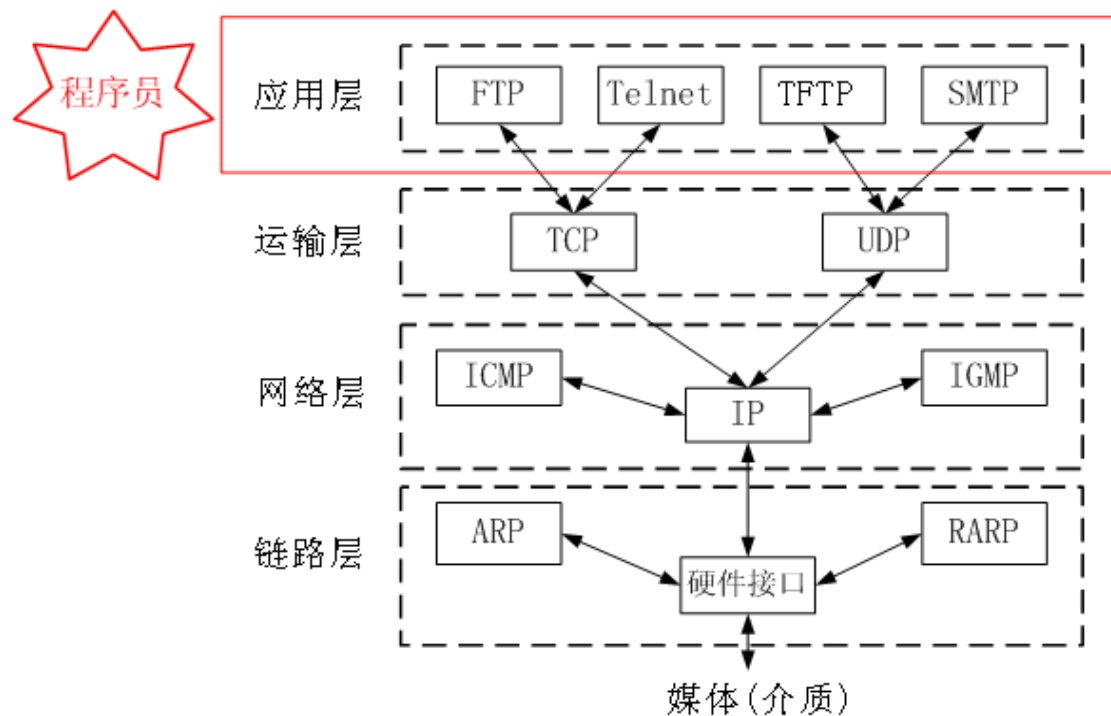 程序员
应用层
FTP
Telnet
TFTP
SMTP
运输层
TCP
UDP
网络层
ICMP
IP
IGMP
链路层
ARP
硬件接口
RARP
媒体(介质)